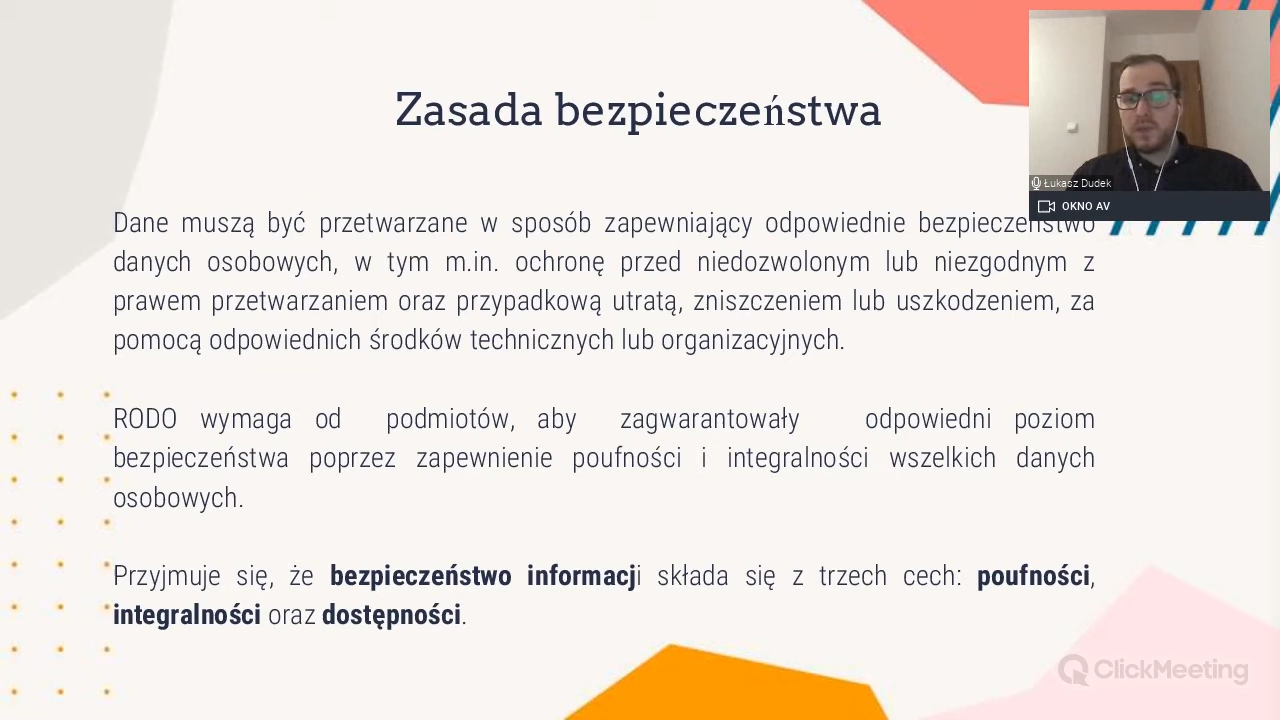 Zasada bezpieczeństwa
Łukasz Dudek
OKNO AV
Dane muszą być przetwarzane w sposób zapewniający odpowiednie bezpieczeństwo
danych osobowych, w tym m.in. ochronę przed niedozwolonym lub niezgodnym z
prawem przetwarzaniem oraz przypadkową utratą, zniszczeniem lub uszkodzeniem, za
pomocą odpowiednich środków technicznych lub organizacyjnych.
RODO wymaga od podmiotów, aby zagwarantowały odpowiedni poziom
bezpieczeństwa poprzez zapewnienie poufności i integralności wszelkich danych
osobowych.
Przyjmuje się, że bezpieczeństwo informacji składa się z trzech cech: poufności,
integralności oraz dostępności.
ClickMeeting